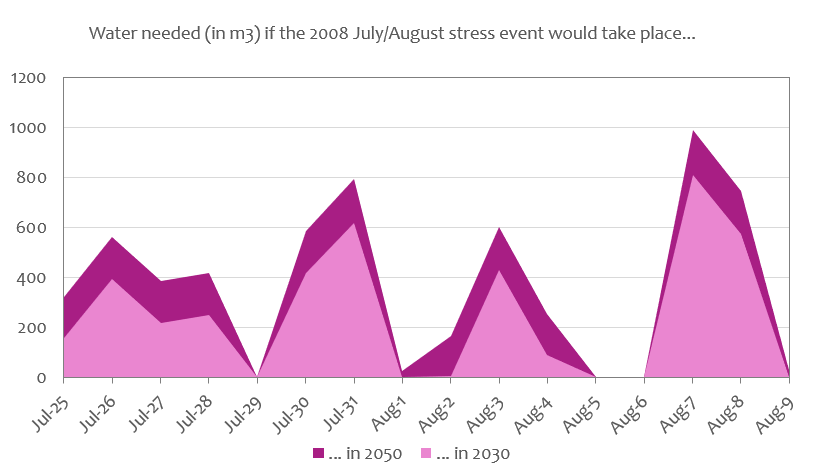 Water needed (in m3) if the 2008 July/August stress event would take place...
1200
1000
800
600
400
200
0
Jul-25 Jul-26 Jul-27 Jul-28 Jul-29 Jul-30 Jul-31 Aug-1 Aug-2 Aug-3 Aug-4 Aug-5 Aug-6 Aug-7 Aug-8 Aug-9
... in 2050 ... in 2030